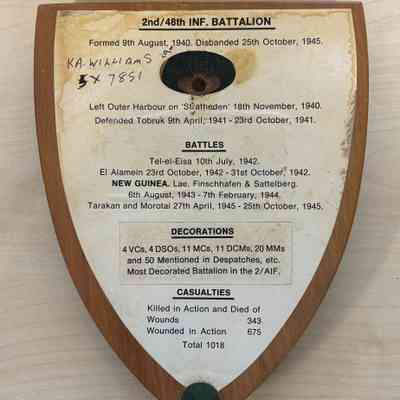 2nd/48th INF. BATTALION
Formed 9th August, 1940. Disbanded 25th October, 1945.
K.A. WILLIAMS
SX 7851
Left Outer Harbour on 'Stratheden' 18th November, 1940.
Defended Tobruk 9th April, 1941 - 23rd October, 1941.
BATTLES
Tel-el-Eisa 10th July, 1942.
El Alamein 23rd October, 1942 - 31st October, 1942.
NEW GUINEA. Lae, Finschhafen & Sattelberg.
6th August, 1943 - 7th February, 1944.
Tarakan and Morotai 27th April, 1945 - 25th October, 1945.
DECORATIONS
4 VCs, 4 DSOs, 11 MCs, 11 DCMs, 20 MMs
and 50 Mentioned in Despatches, etc.
Most Decorated Battalion in the 2/AIF.
CASUALTIES
Killed in Action and Died of
Wounds 343
Wounded in Action 675
Total 1018